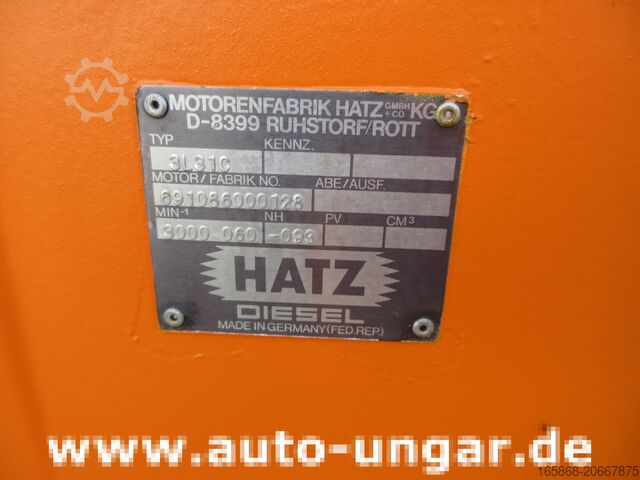 MOTORENFABRIK HATZ GMBH + CO KG
D-8399 RUHSTORF/ROTT
TYP KENNZ.
3L31C
MOTOR/FABRIK NO. ABE/AUSF.
691086000128
MIN-1 NH PV CM3
3000 060 -093
HATZ
DIESEL
MADE IN GERMANY (FED. REP.)
www.auto-ungar.de
165868-20667875